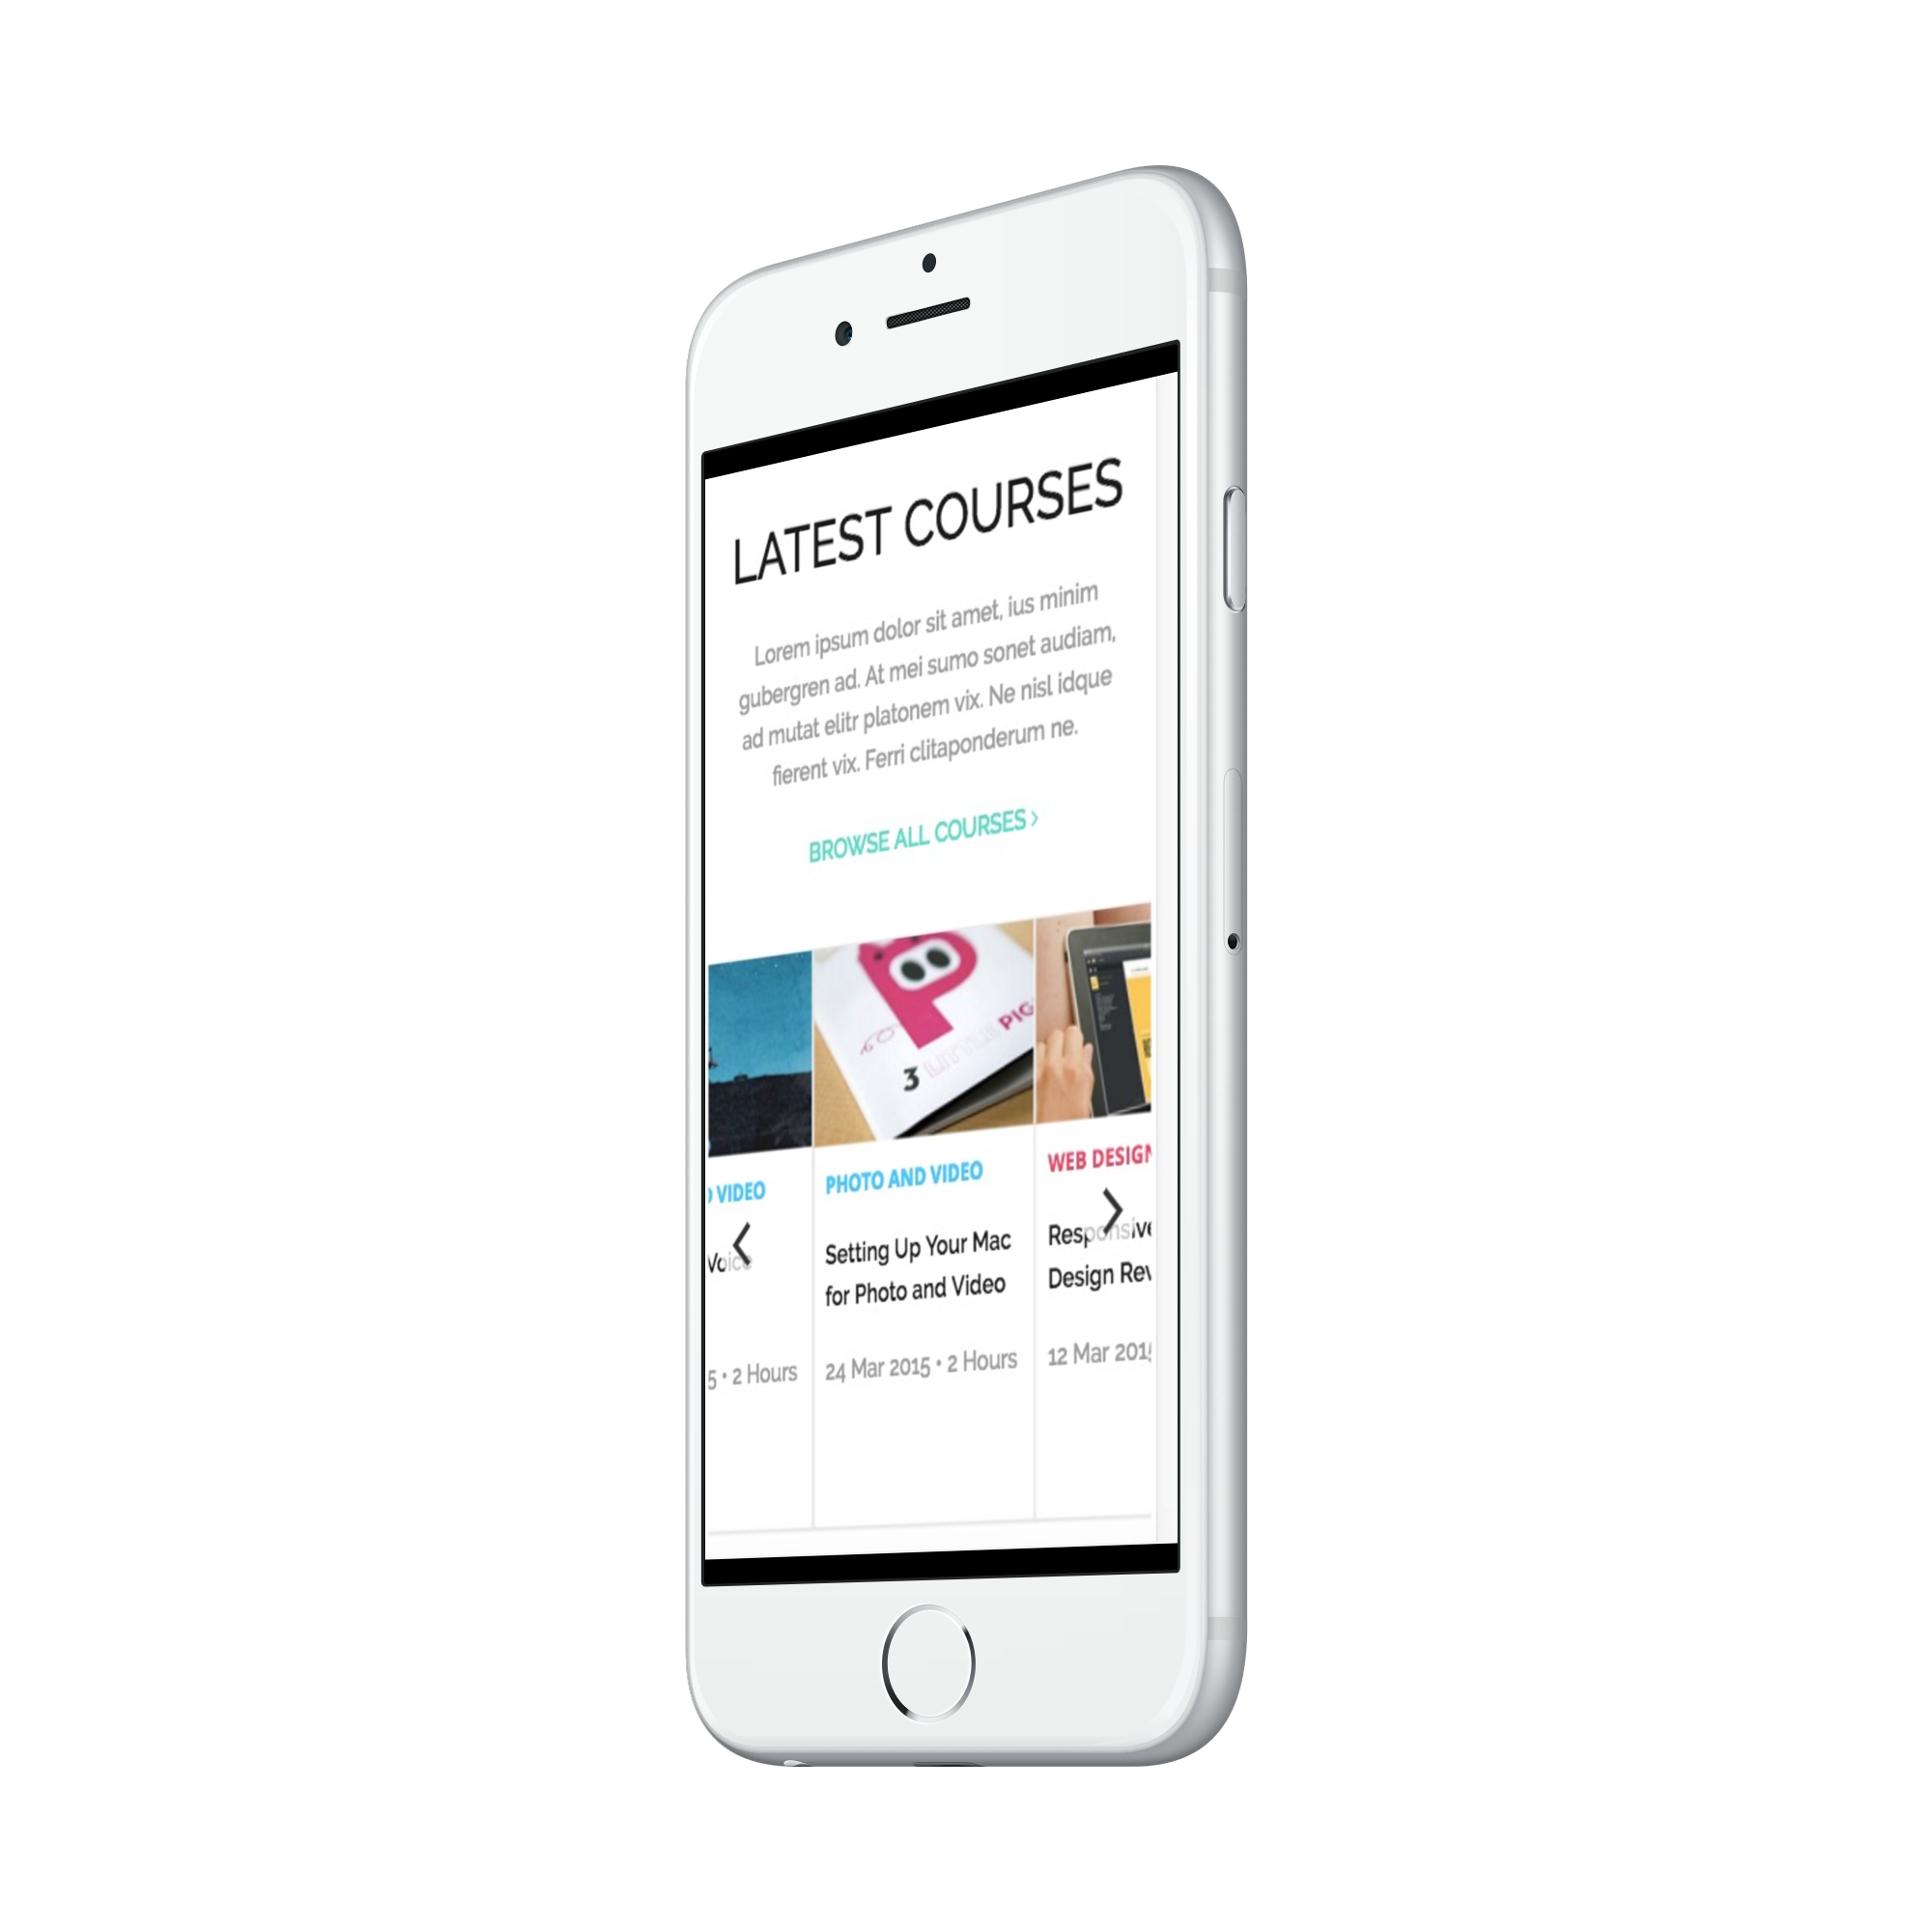 LATEST COURSES
Lorem ipsum dolor sit amet, ius minim
gubergren ad. At mei sumo sonet audiam,
ad mutat elitr platonem vix. Ne nisl idque
fierent vix. Ferri clitaponderum ne.
BROWSE ALL COURSES ›
3 LITTLE PIG
VIDEO
Voice
5 • 2 Hours
PHOTO AND VIDEO
Setting Up Your Mac
for Photo and Video
24 Mar 2015 • 2 Hours
WEB DESIGN
Responsive
Design Rev
12 Mar 2015